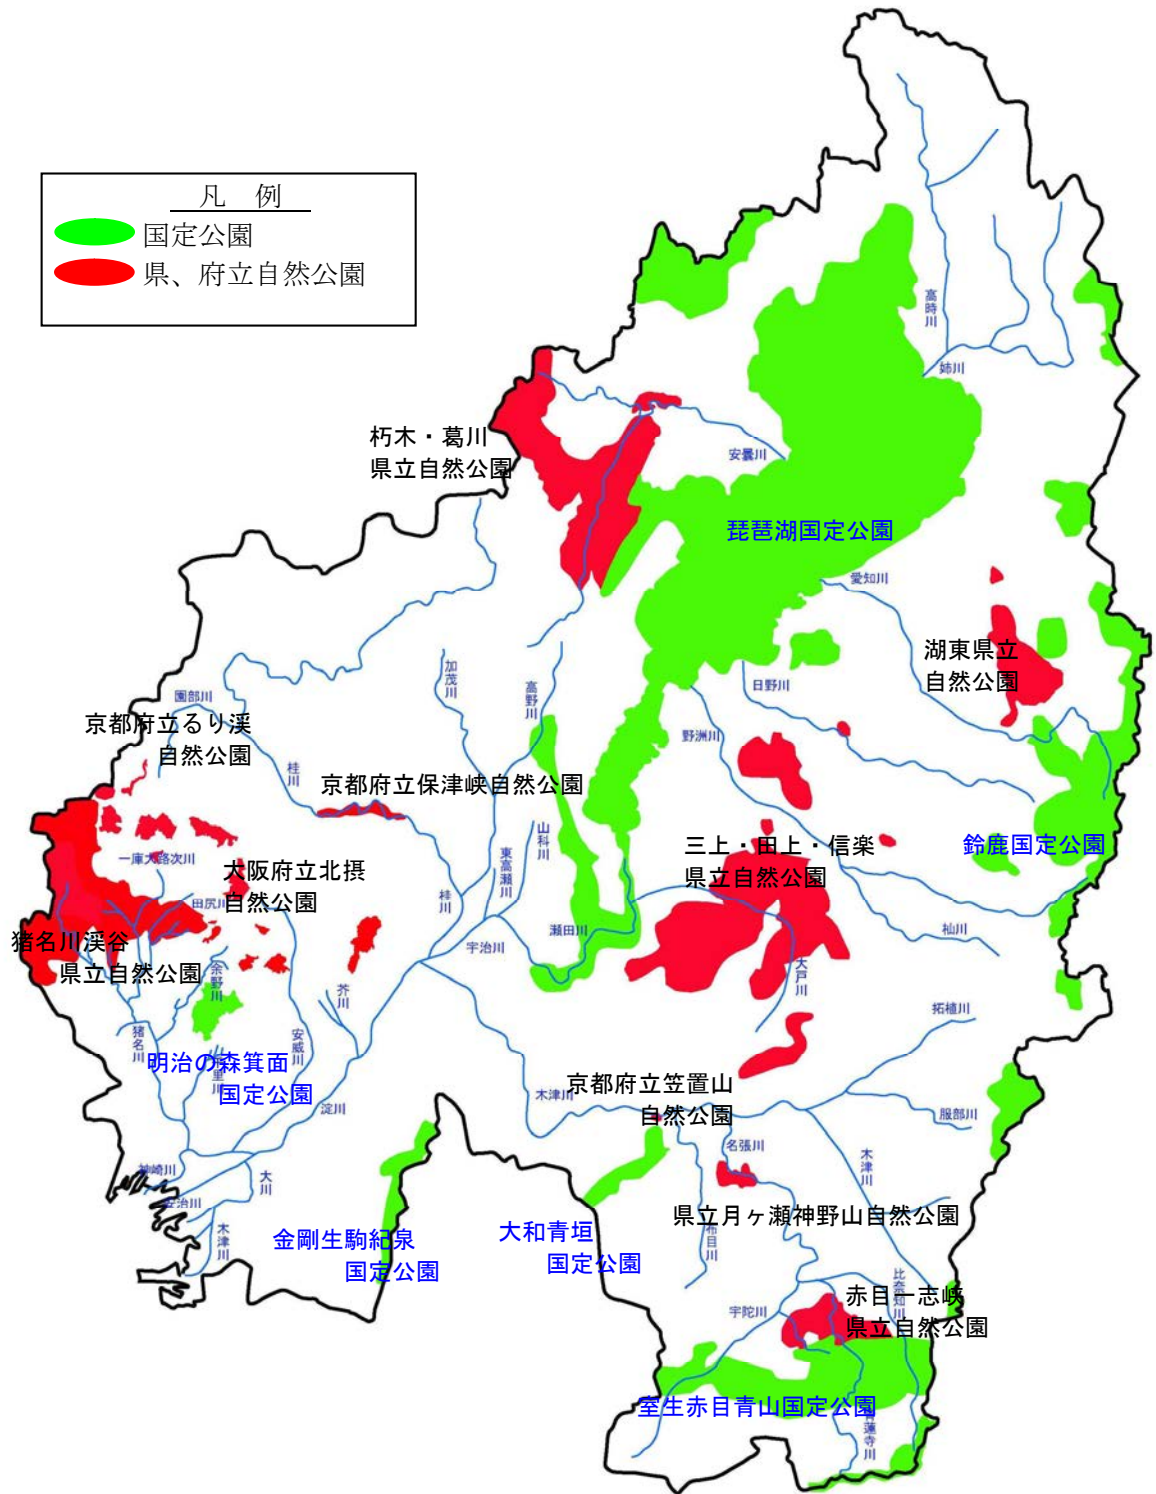 凡 例
国定公園
県、府立自然公園
高時川
姉川
朽木・葛川
県立自然公園
安曇川
琵琶湖国定公園
愛知川
湖東県立
自然公園
加茂川
高野川
日野川
園部川
京都府立るり渓
自然公園
野洲川
桂川
京都府立保津峡自然公園
山科川
東高瀬川
三上・田上・信楽
県立自然公園
鈴鹿国定公園
一庫大路次川
大阪府立北摂
自然公園
田尻川
桂川
瀬田川
宇治川
杣川
猪名川渓谷
県立自然公園
余野川
大戸川
芥川
拓植川
猪名川
安威川
明治の森箕面
国定公園
淀川
木津川
京都府立笠置山
自然公園
服部川
名張川
木津川
神崎川
大川
安治川
木津川
県立月ヶ瀬神野山自然公園
布目川
金剛生駒紀泉
国定公園
大和青垣
国定公園
比奈知川
宇陀川
赤目一志峡
県立自然公園
室生赤目青山国定公園
青蓮寺川